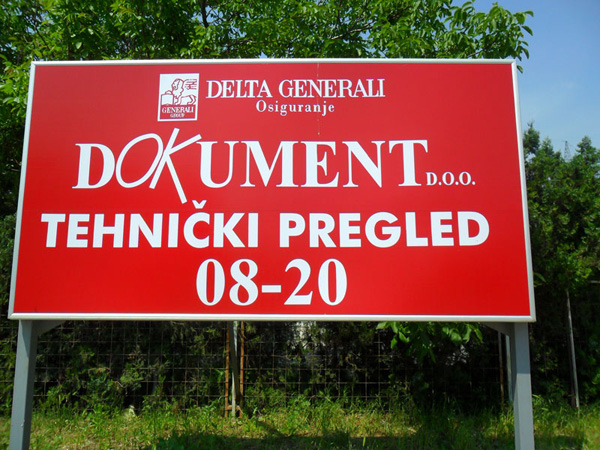 GENERALI
GROUP
DELTA GENERALI
Osiguranje
DOKUMENT D.O.O.
TEHNIČKI PREGLED
08-20